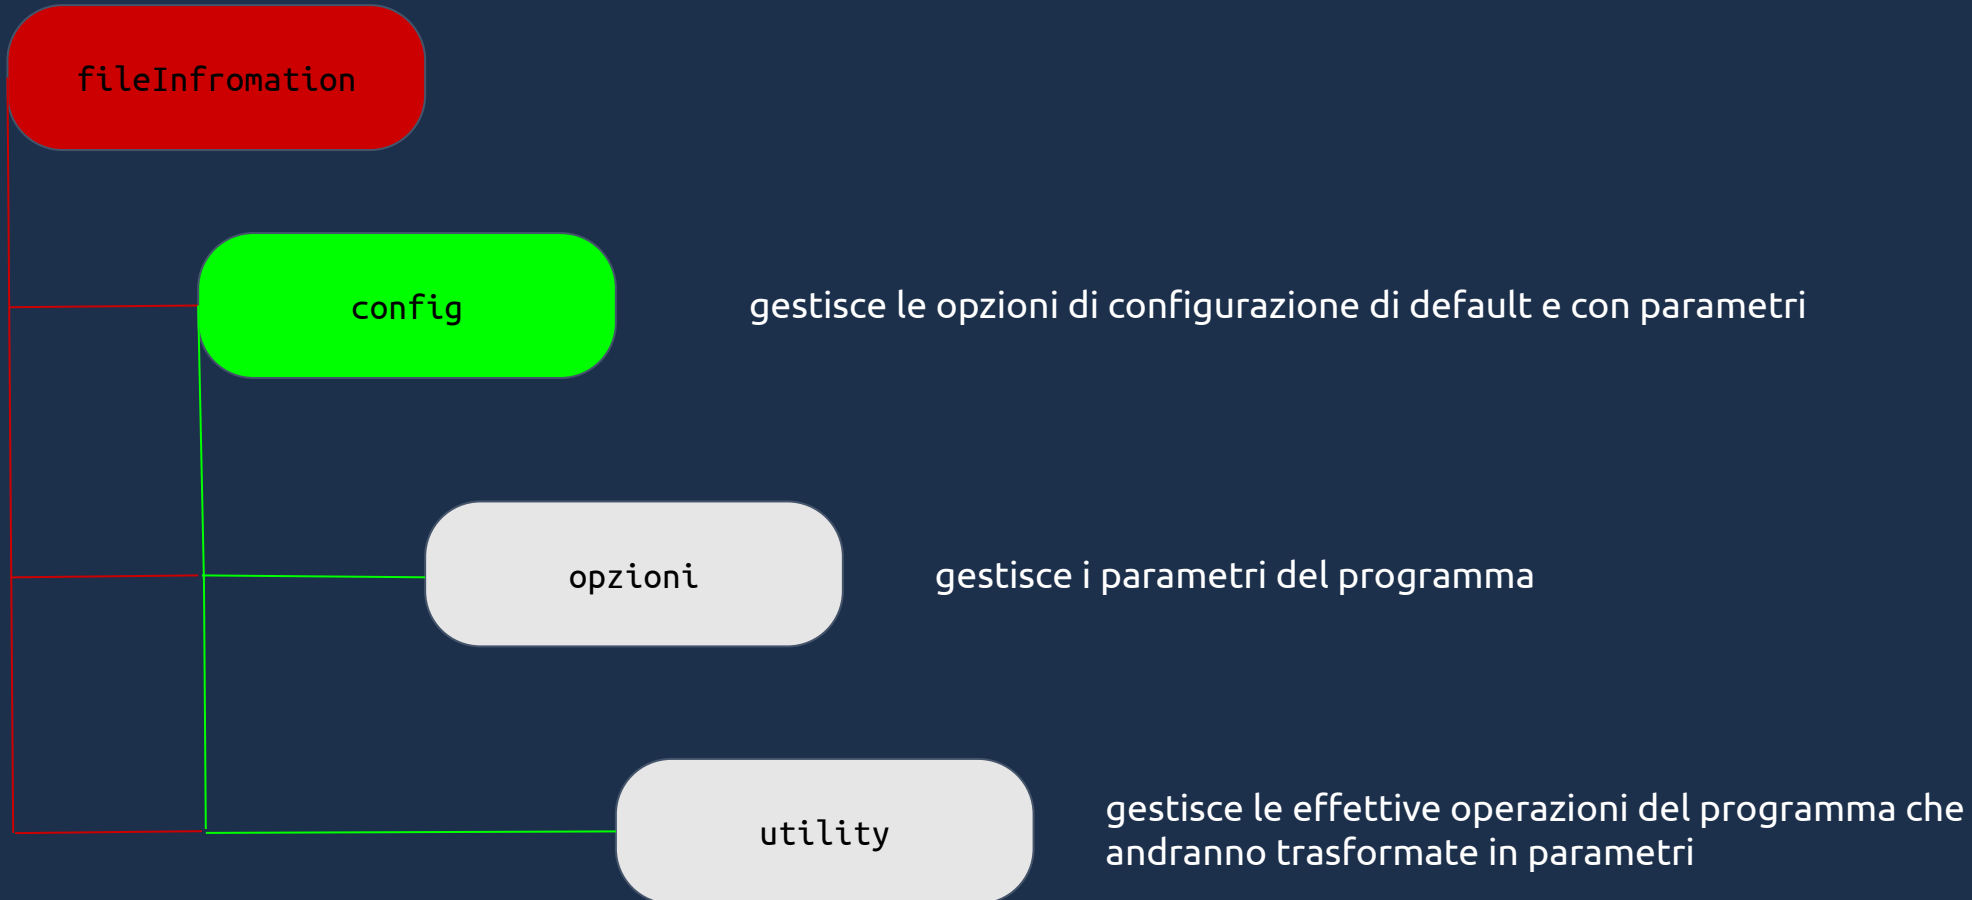 fileInfromation
config
gestisce le opzioni di configurazione di default e con parametri
opzioni
gestisce i parametri del programma
utility
gestisce le effettive operazioni del programma che
andranno trasformate in parametri